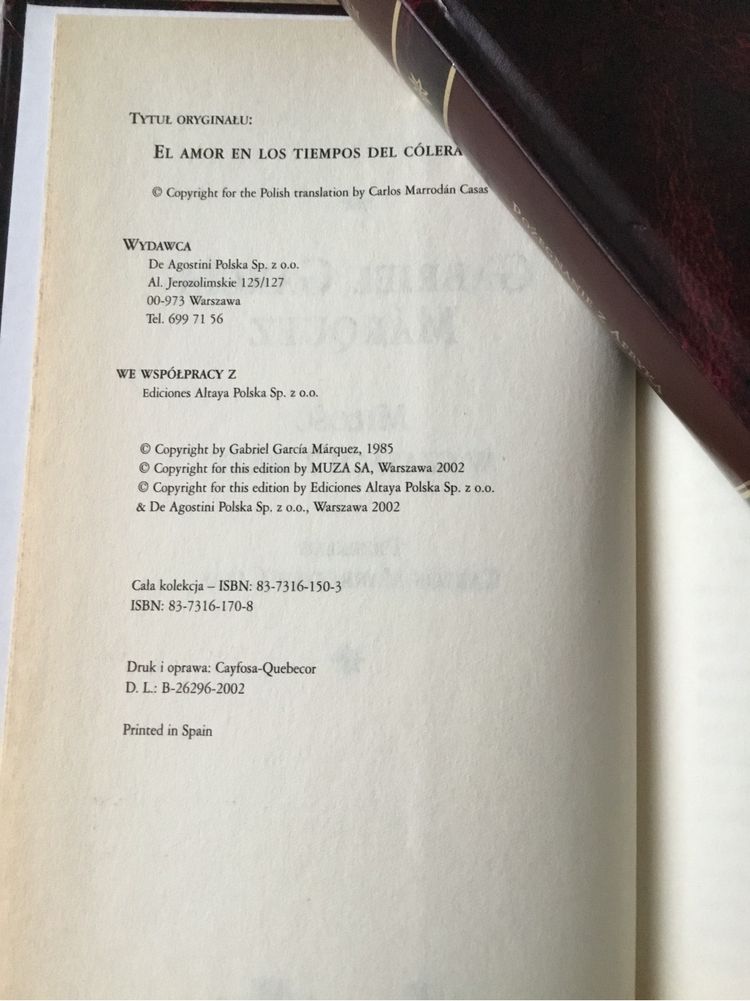 TYTUŁ ORYGINAŁU:
EL AMOR EN LOS TIEMPOS DEL CÓLERA
© Copyright for the Polish translation by Carlos Marrodán Casas
WYDAWCA
De Agostini Polska Sp. z o.o.
Al. Jerozolimskie 125/127
00-973 Warszawa
Tel. 699 71 56
WE WSPÓŁPRACY Z
Ediciones Altaya Polska Sp. z o.o.
© Copyright by Gabriel García Márquez, 1985
© Copyright for this edition by MUZA SA, Warszawa 2002
© Copyright for this edition by Ediciones Altaya Polska Sp. z o.o.
& De Agostini Polska Sp. z o.o., Warszawa 2002
Cała kolekcja – ISBN: 83-7316-150-3
ISBN: 83-7316-170-8
Druk i oprawa: Cayfosa-Quebecor
D. L.: B-26296-2002
Printed in Spain
POŻEGNANIE Z AFRYKĄ